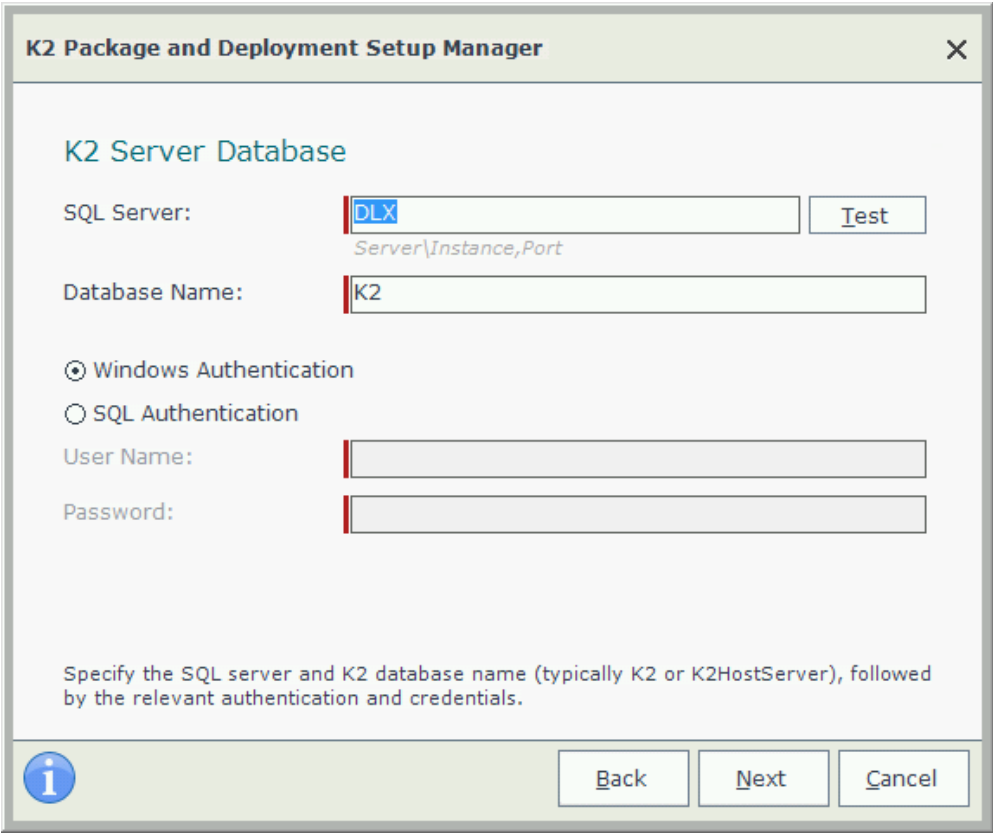 K2 Package and Deployment Setup Manager
K2 Server Database
SQL Server:
DLX
Test
Server\Instance,Port
Database Name:
K2
Windows Authentication
SQL Authentication
User Name:
Password:
Specify the SQL server and K2 database name (typically K2 or K2HostServer), followed
by the relevant authentication and credentials.
Back
Next
Cancel